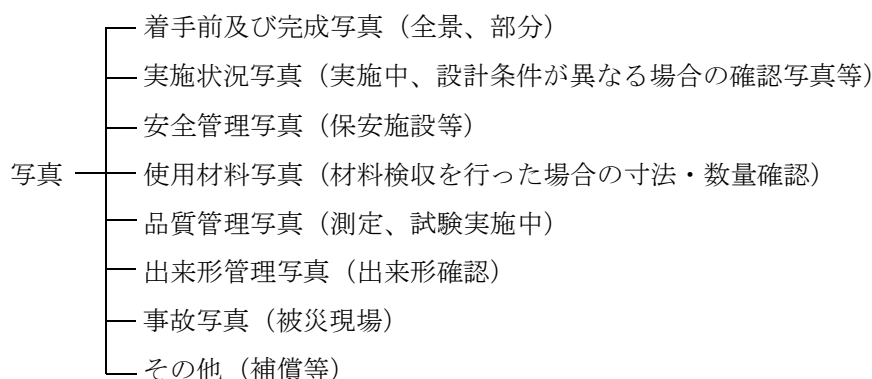 着手前及び完成写真（全景、部分）
実施状況写真（実施中、設計条件が異なる場合の確認写真等）
安全管理写真（保安施設等）
写真
使用材料写真（材料検収を行った場合の寸法・数量確認）
品質管理写真（測定、試験実施中）
出来形管理写真（出来形確認）
事故写真（被災現場）
その他（補償等）